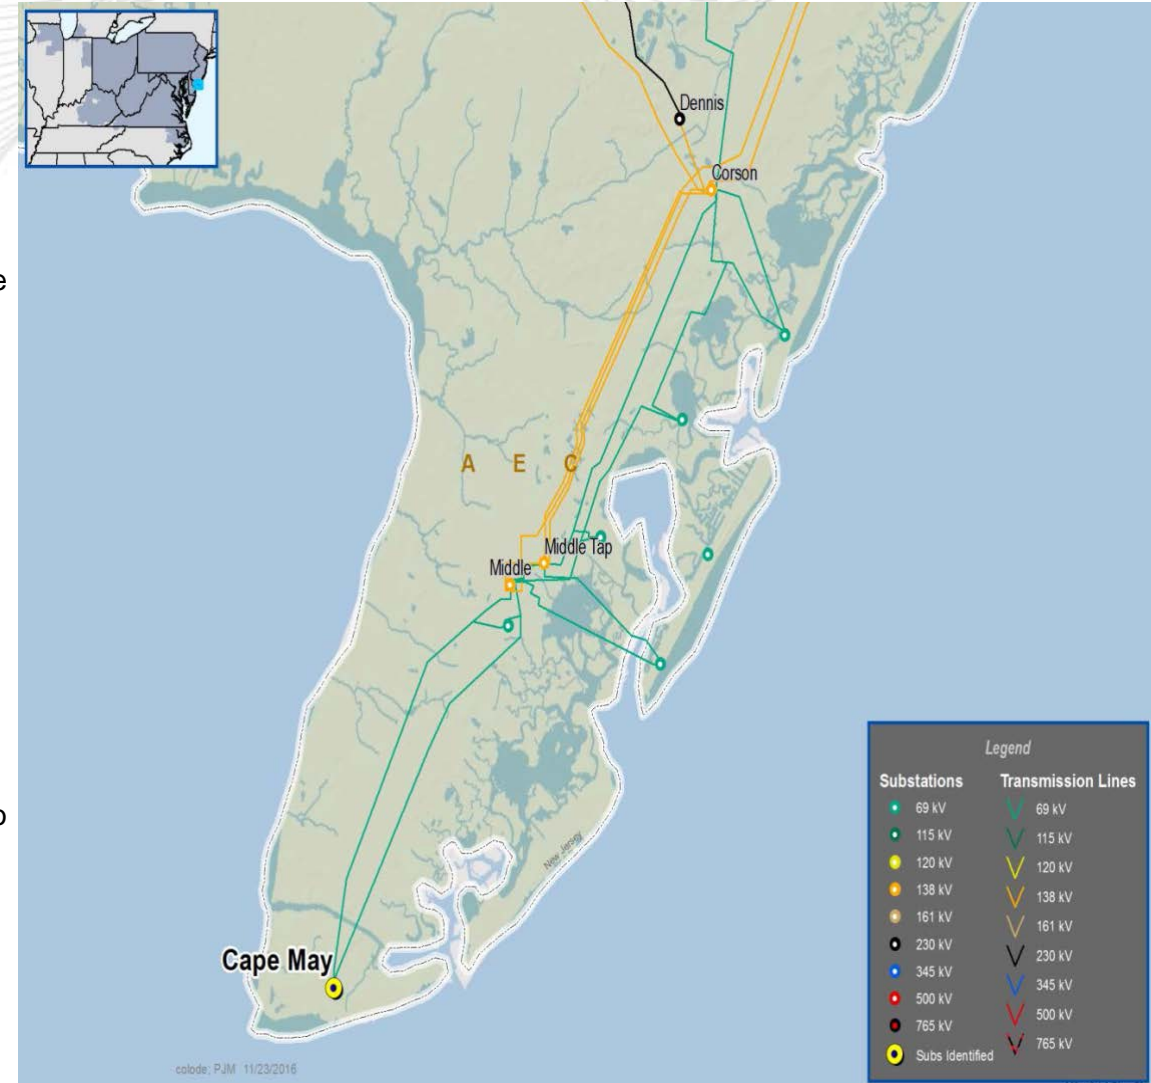 Dennis
Corson
e
A E C
Middle Tap
Middle
Legend
Substations
69 kV
115 kV
120 kV
138 kV
161 kV
230 kV
345 kV
500 kV
765 kV
Subs Identified
Transmission Lines
69 kV
115 kV
120 kV
138 kV
161 kV
230 kV
345 kV
500 kV
765 kV
New Jersey
Cape May
colode; PJM 11/23/2016